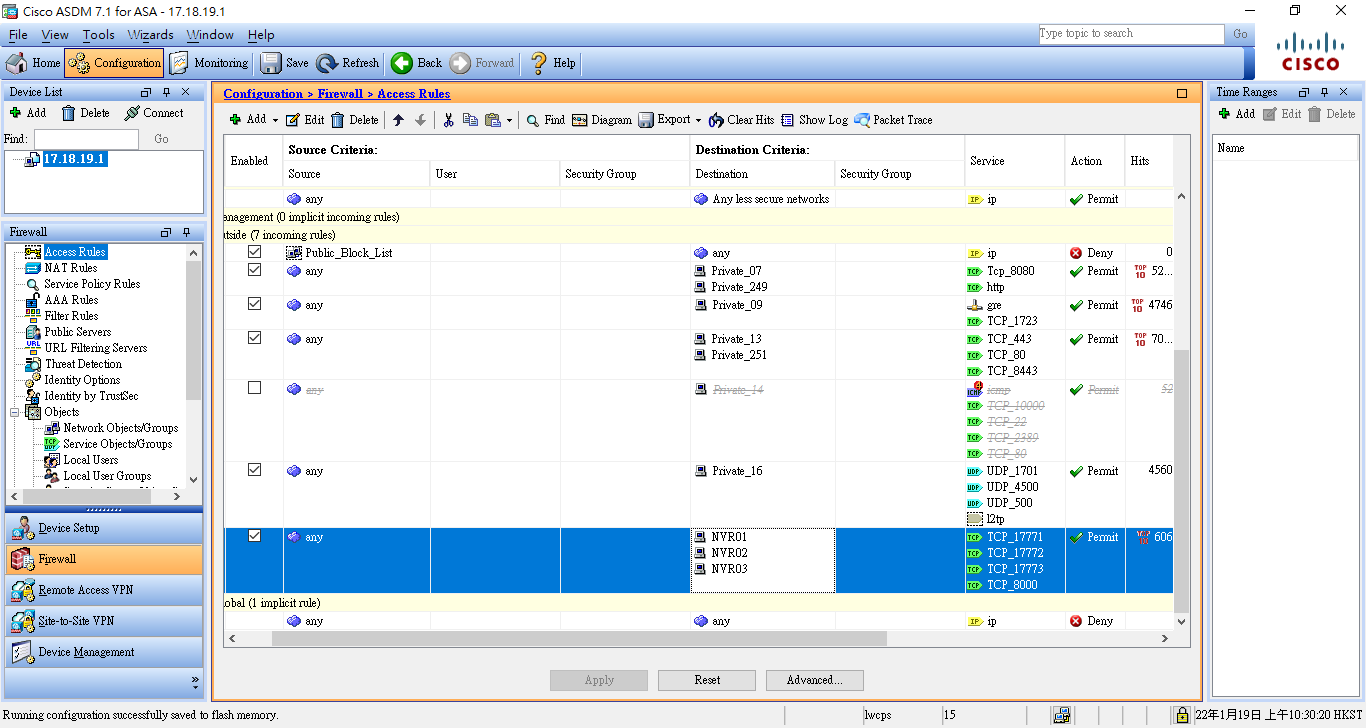 Cisco ASDM 7.1 for ASA - 17.18.19.1
File View Tools Wizards Window Help
Type topic to search Go
CISCO
Home Configuration Monitoring Save Refresh Back Forward Help
Device List
Add Delete Connect
Find: Go
17.18.19.1
Firewall
Access Rules
NAT Rules
Service Policy Rules
AAA Rules
Filter Rules
Public Servers
URL Filtering Servers
Threat Detection
Identity Options
Identity by TrustSec
Objects
Network Objects/Groups
Service Objects/Groups
Local Users
Local User Groups
Device Setup
Firewall
Remote Access VPN
Site-to-Site VPN
Device Management
Configuration > Firewall > Access Rules
Add Edit Delete Find Diagram Export Clear Hits Show Log Packet Trace
Enabled Source Criteria: Destination Criteria: Service Action Hits
Source User Security Group Destination Security Group
any Any less secure networks ip Permit
anagement (0 implicit incoming rules)
utside (7 incoming rules)
Public_Block_List any ip Deny 0
any Private_07 Tcp_8080 Permit TOP 10 52...
Private_249 http
any Private_09 gre Permit TOP 10 4746
TCP_1723
any Private_13 TCP_443 Permit TOP 10 70...
Private_251 TCP_80
TCP_8443
any Private_14 icmp Permit 52
TCP_10000
TCP_22
TCP_2389
TCP_80
any Private_16 UDP_1701 Permit 4560
UDP_4500
UDP_500
l2tp
any NVR01 TCP_17771 Permit 606
NVR02 TCP_17772
NVR03 TCP_17773
TCP_8000
obal (1 implicit rule)
any any ip Deny
Apply Reset Advanced...
Time Ranges
Add Edit Delete
Name
Running configuration successfully saved to flash memory. lwcps 15 22年1月19日 上午10:30:20 HKST